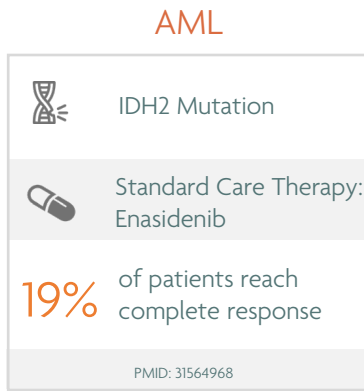 AML
IDH2 Mutation
Standard Care Therapy:
Enasidenib
19%
of patients reach
complete response
PMID: 31564968